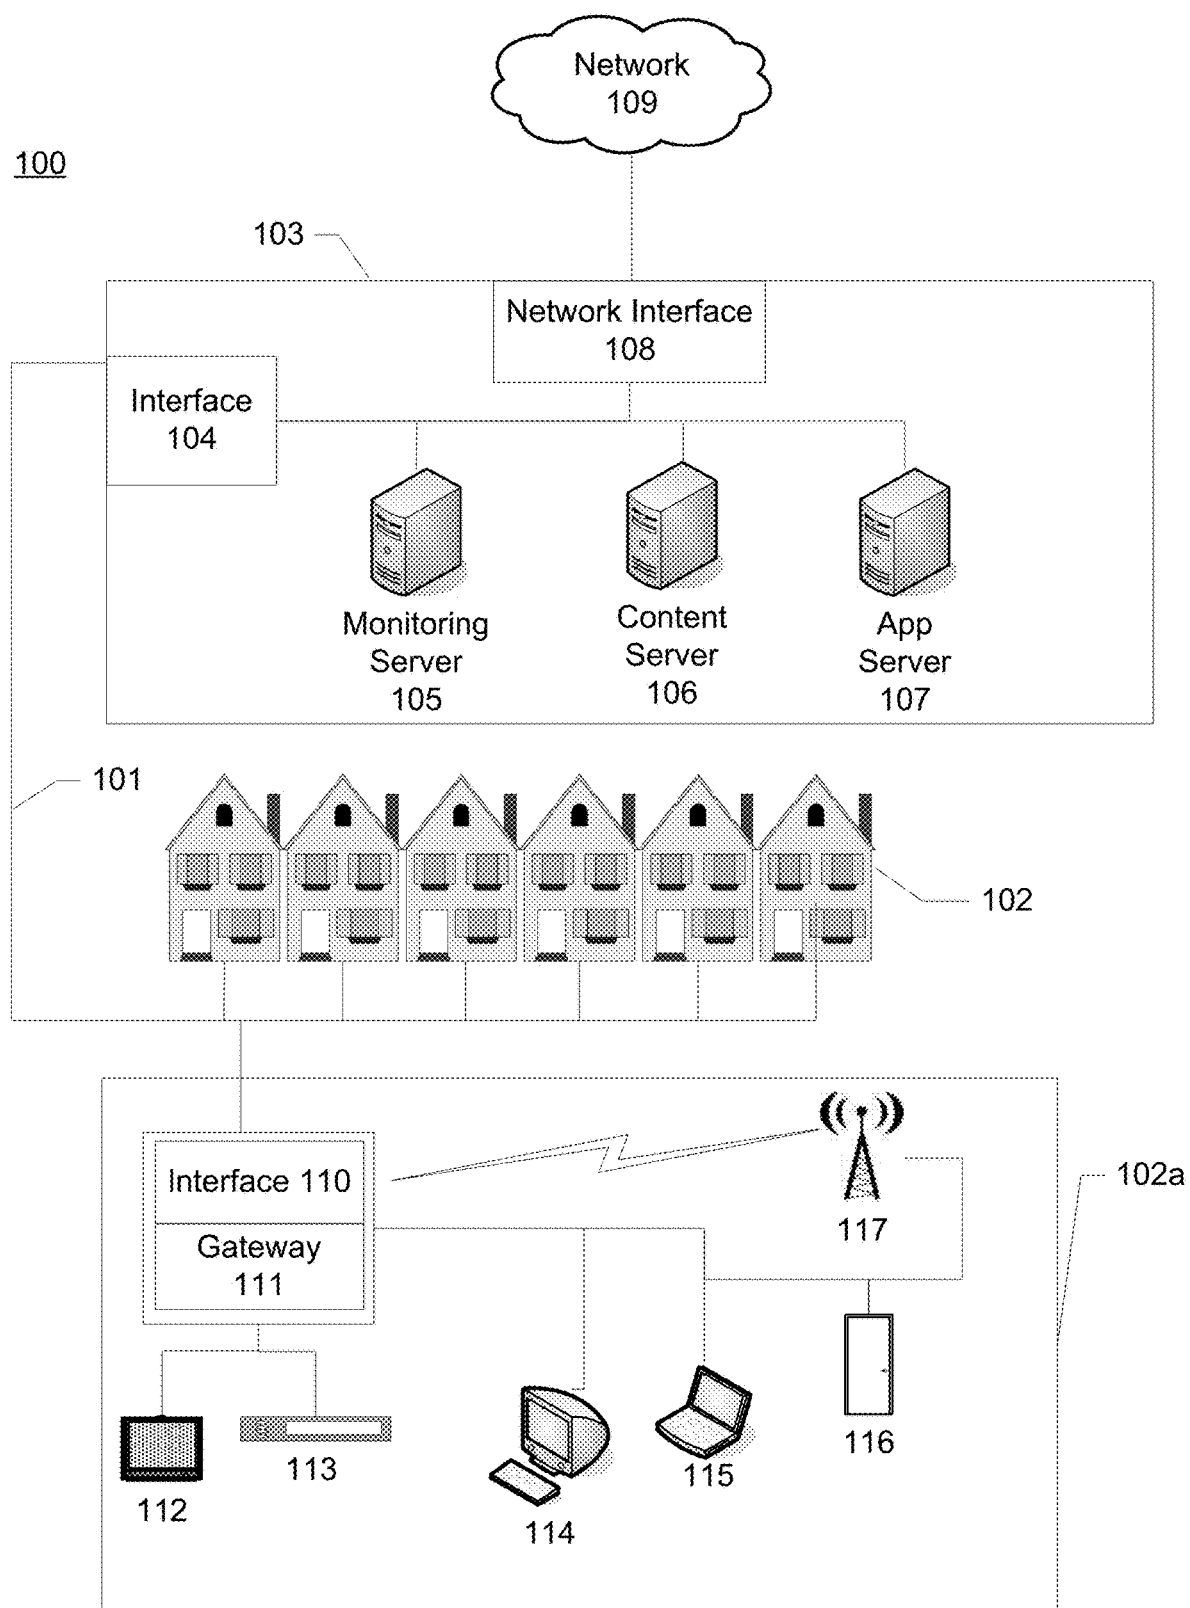 Network
109
100
103
Network Interface
108
Interface
104
Monitoring
Server
105
Content
Server
106
App
Server
107
101
102
Interface 110
Gateway
111
117
102a
112
113
114
115
116